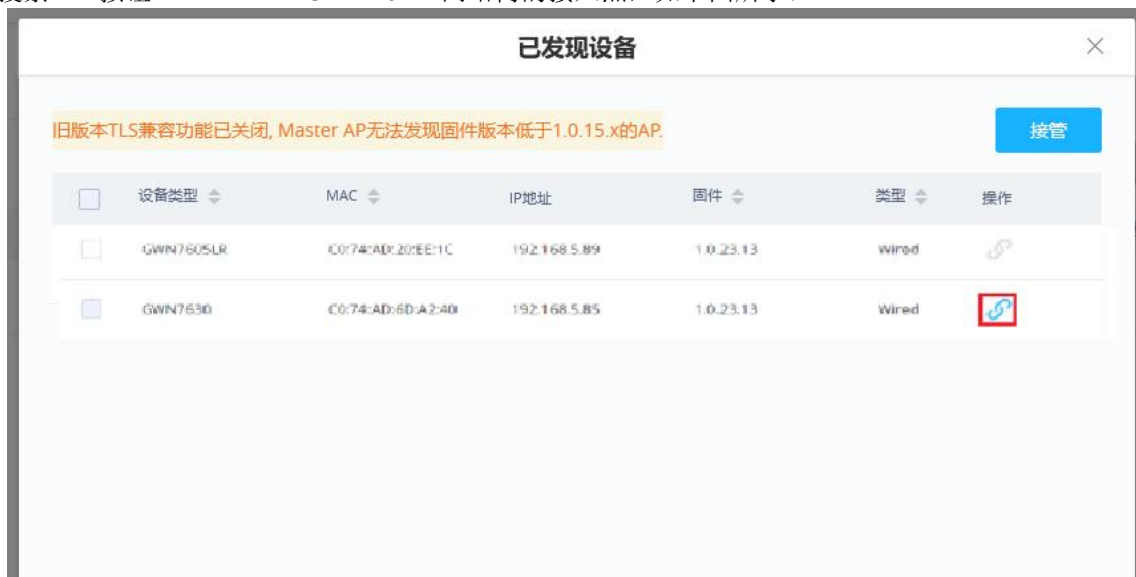 已发现设备
旧版本TLS兼容功能已关闭, Master AP无法发现固件版本低于1.0.15.x的AP.
接管
设备类型 MAC IP地址 固件 类型 操作
GWN7605LR C0:74:AD:20:EE:1C 192.168.5.89 1.0.23.13 Wired
GWN7630 C0:74:AD:6D:A2:40 192.168.5.85 1.0.23.13 Wired